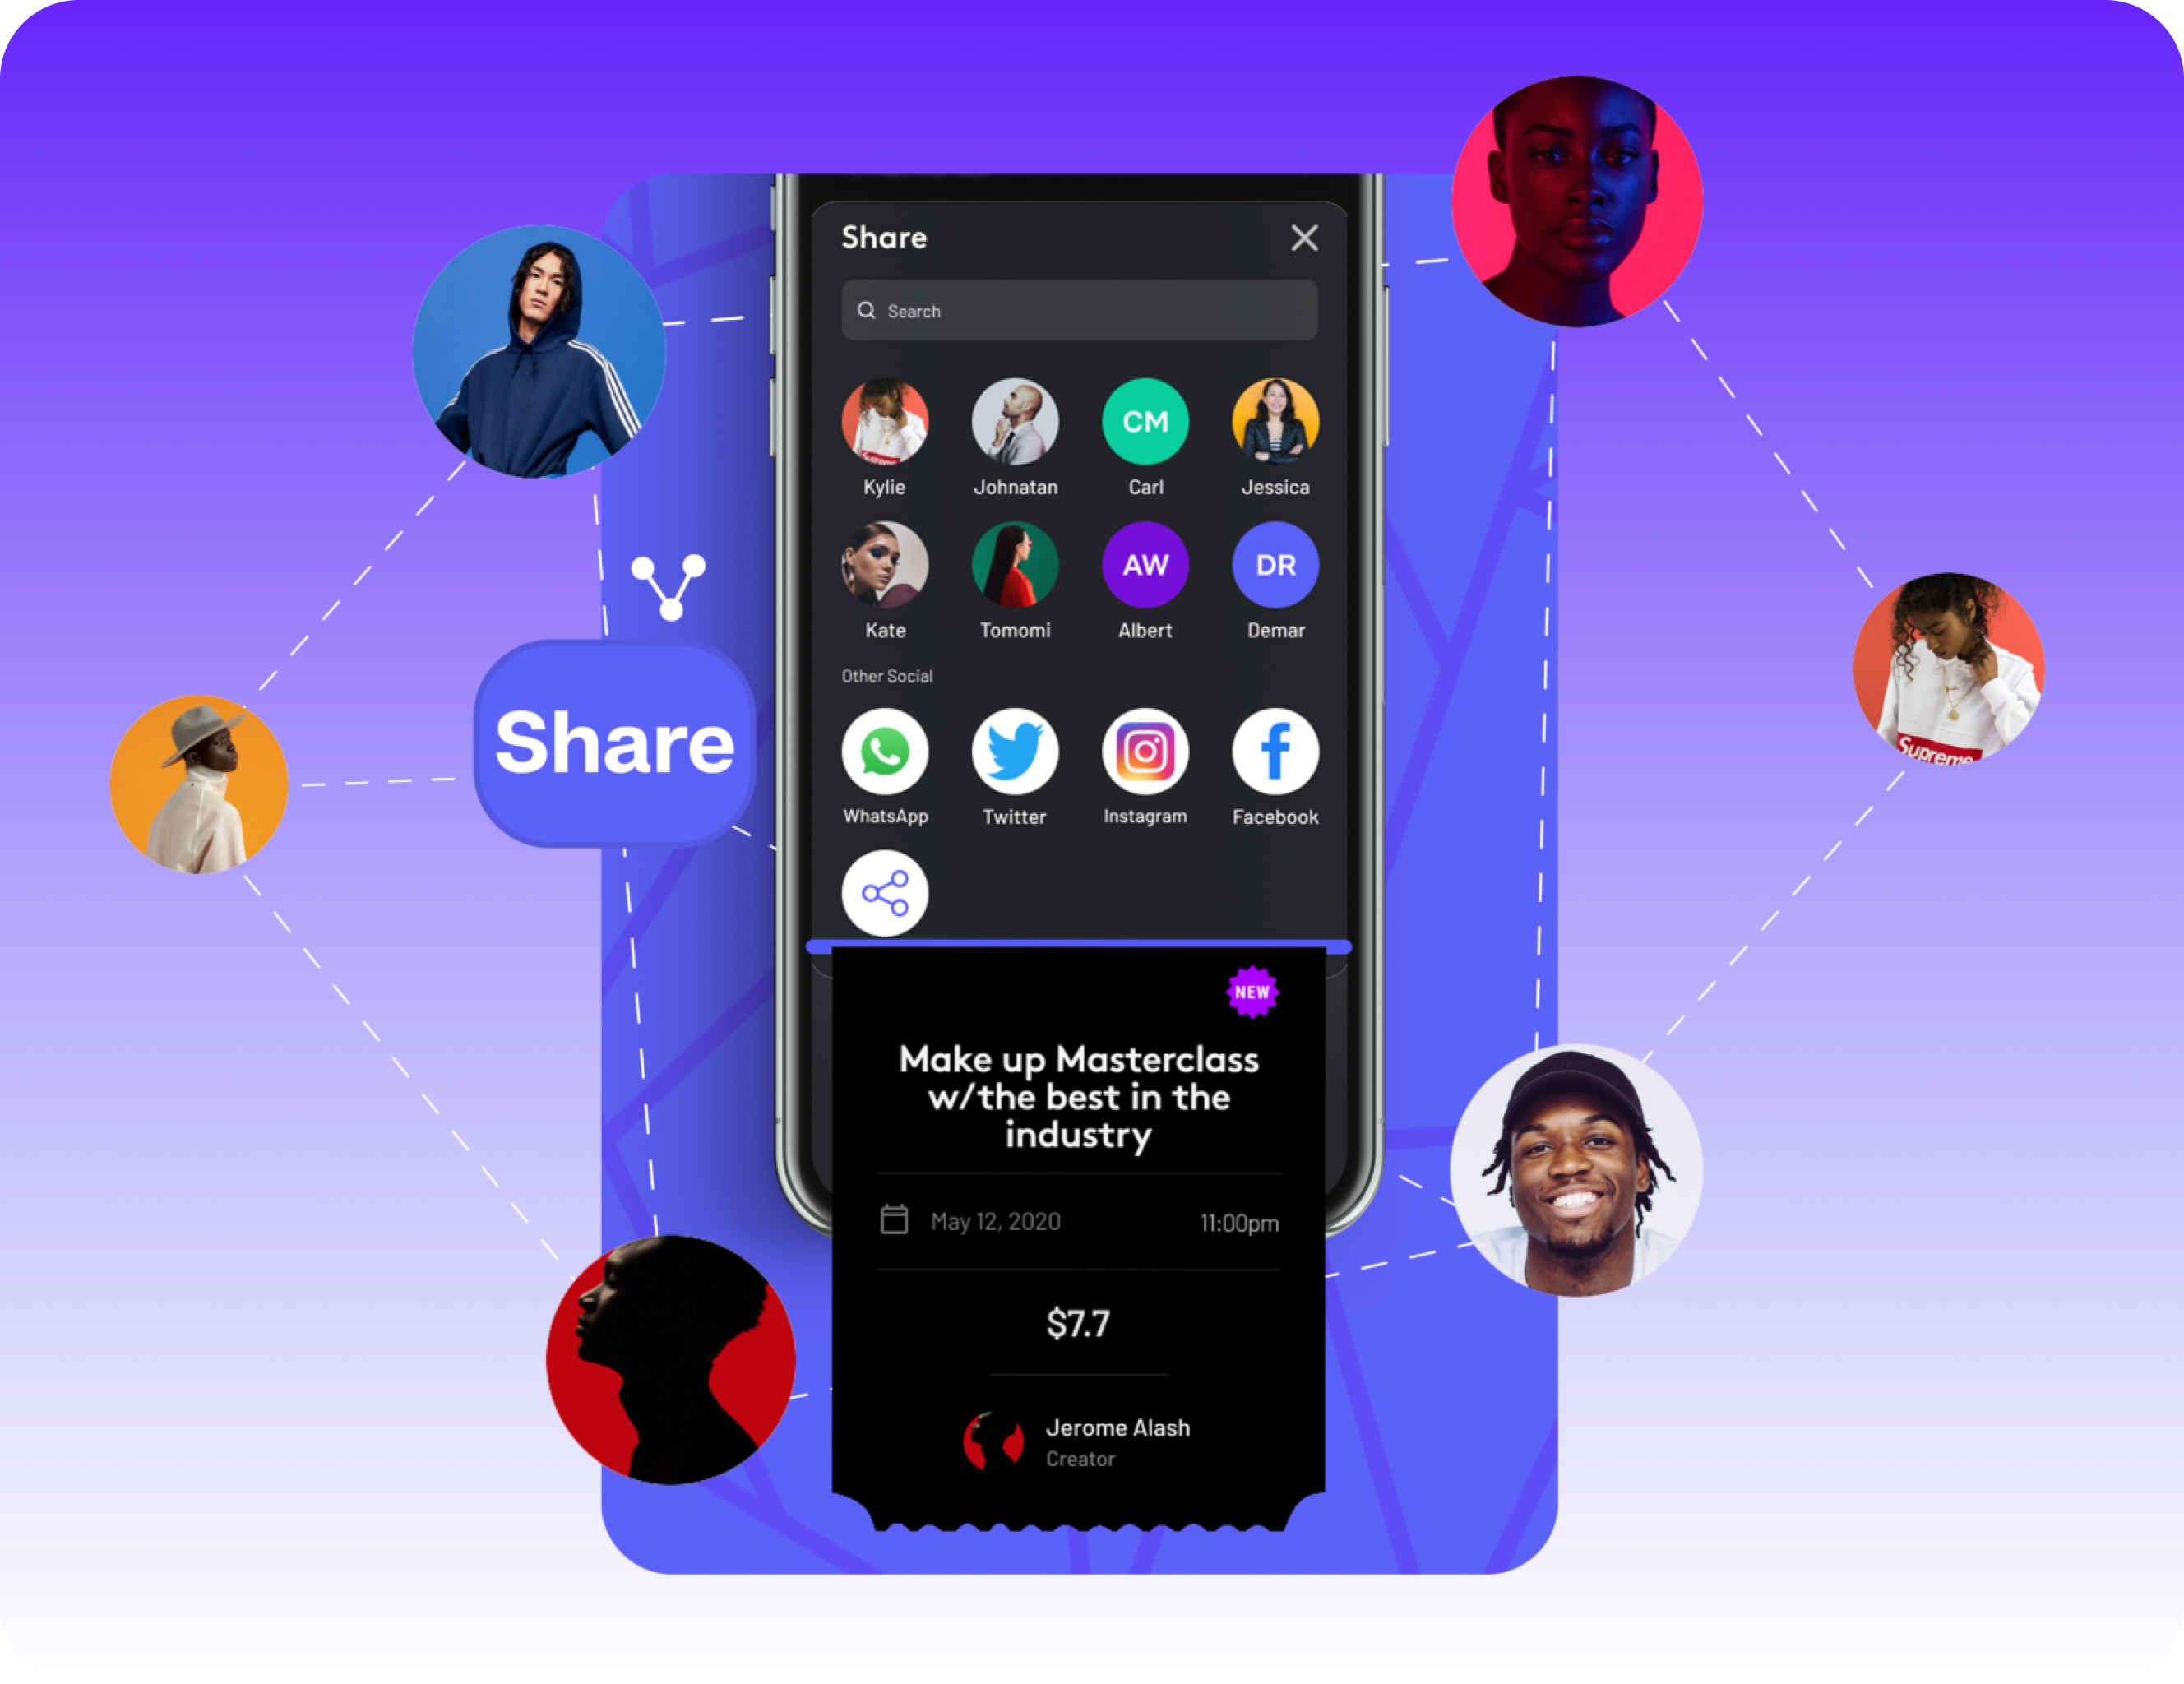 Share
Search
CM
Kylie
Johnatan
Carl
Jessica
AW
DR
Kate
Tomomi
Albert
Demar
Other Social
WhatsApp
Twitter
Instagram
Facebook
Share
Supreme
NEW
Make up Masterclass
w/the best in the
industry
May 12, 2020
11:00pm
$7.7
Jerome Alash
Creator